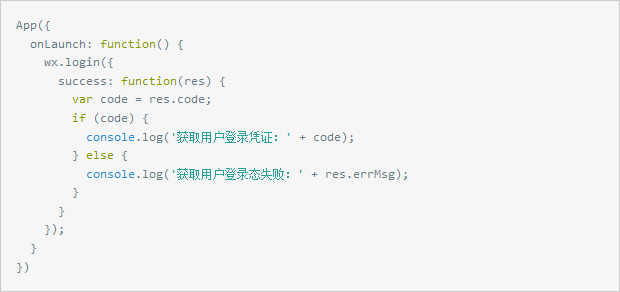 App({
  onLaunch: function() {
    wx.login({
      success: function(res) {
        var code = res.code;
        if (code) {
          console.log('获取用户登录凭证：' + code);
        } else {
          console.log('获取用户登录态失败：' + res.errMsg);
        }
      }
    });
  }
})